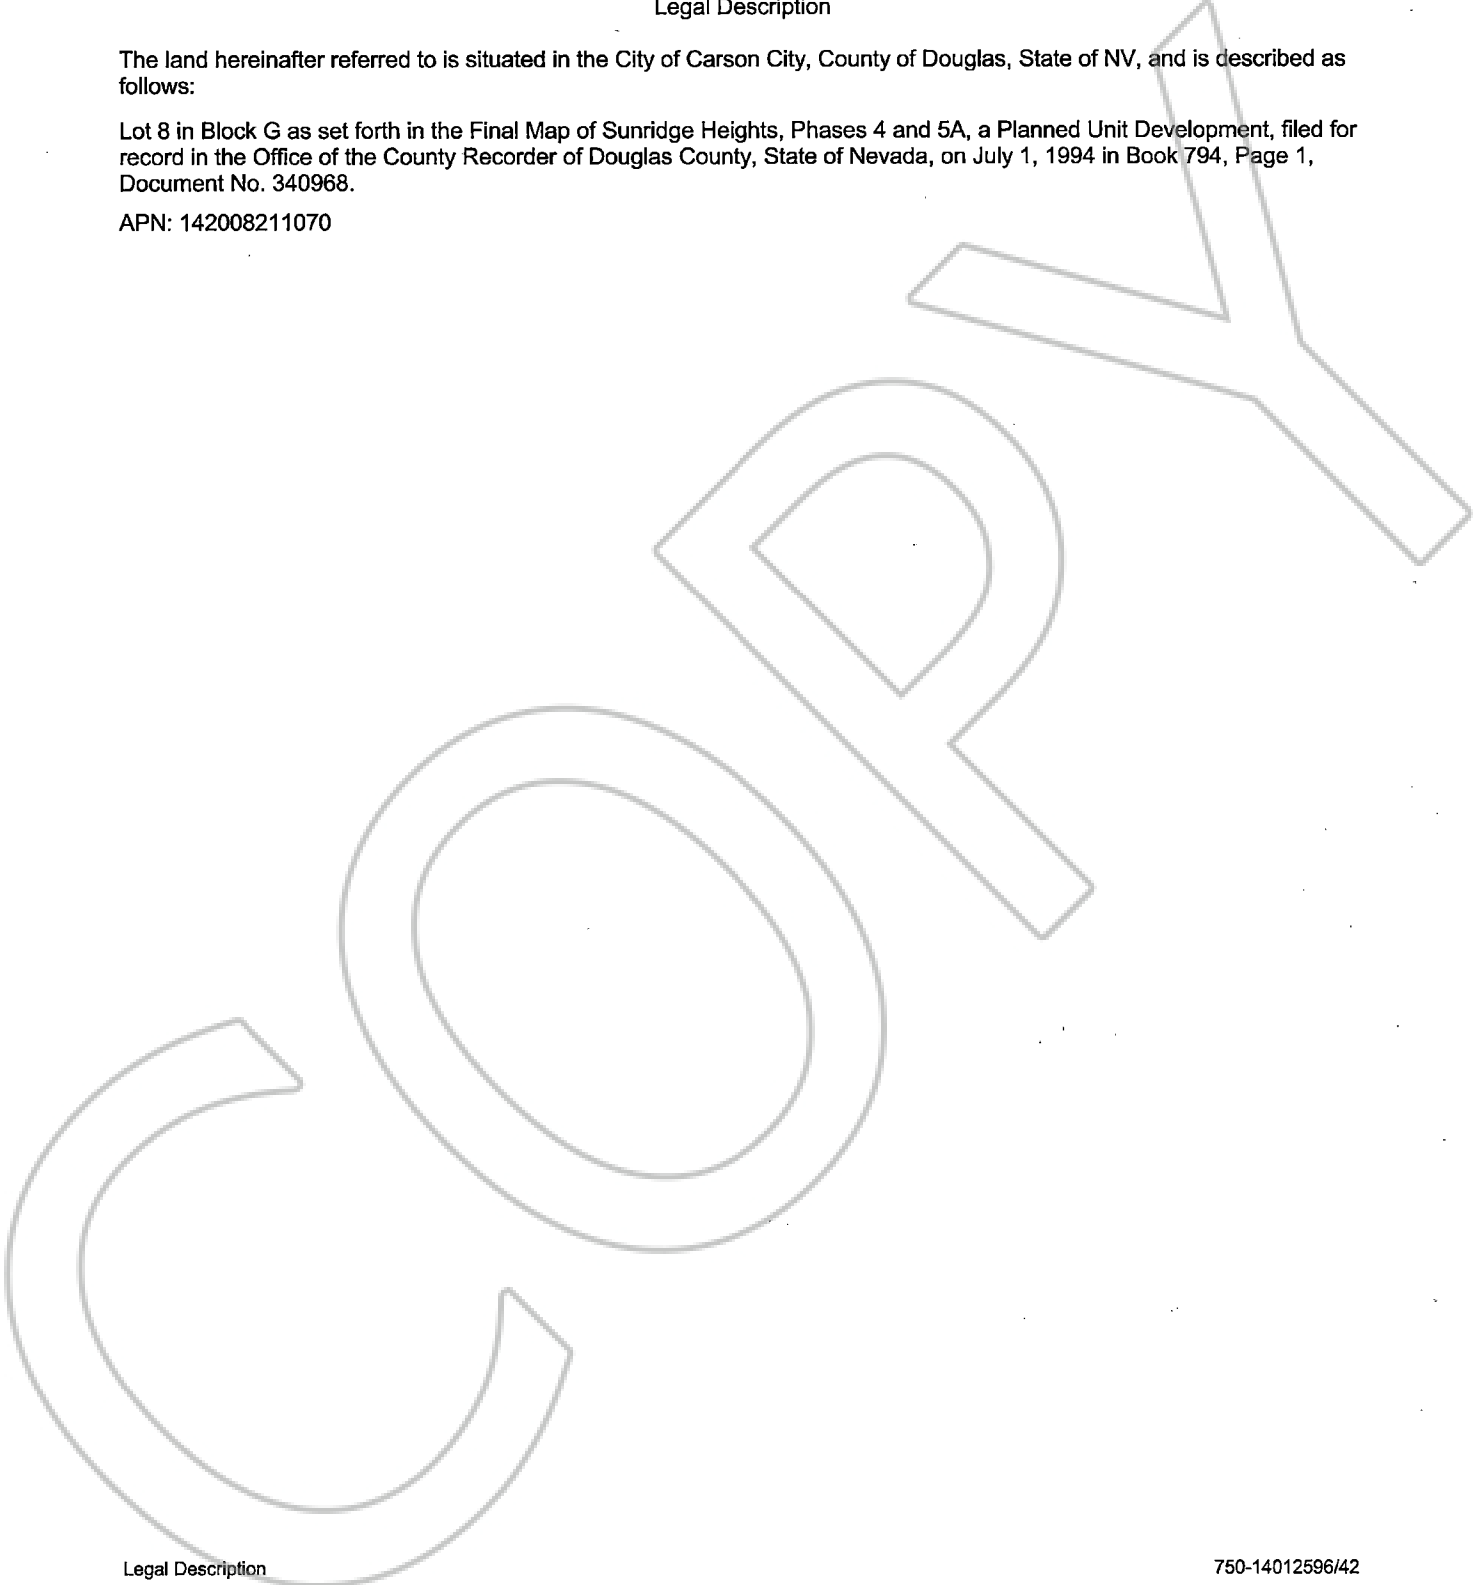 Legal Description
The land hereinafter referred to is situated in the City of Carson City, County of Douglas, State of NV, and is described as
follows:
Lot 8 in Block G as set forth in the Final Map of Sunridge Heights, Phases 4 and 5A, a Planned Unit Development, filed for
record in the Office of the County Recorder of Douglas County, State of Nevada, on July 1, 1994 in Book 794, Page 1,
Document No. 340968.
APN: 142008211070
COPY
Legal Description
750-14012596/42